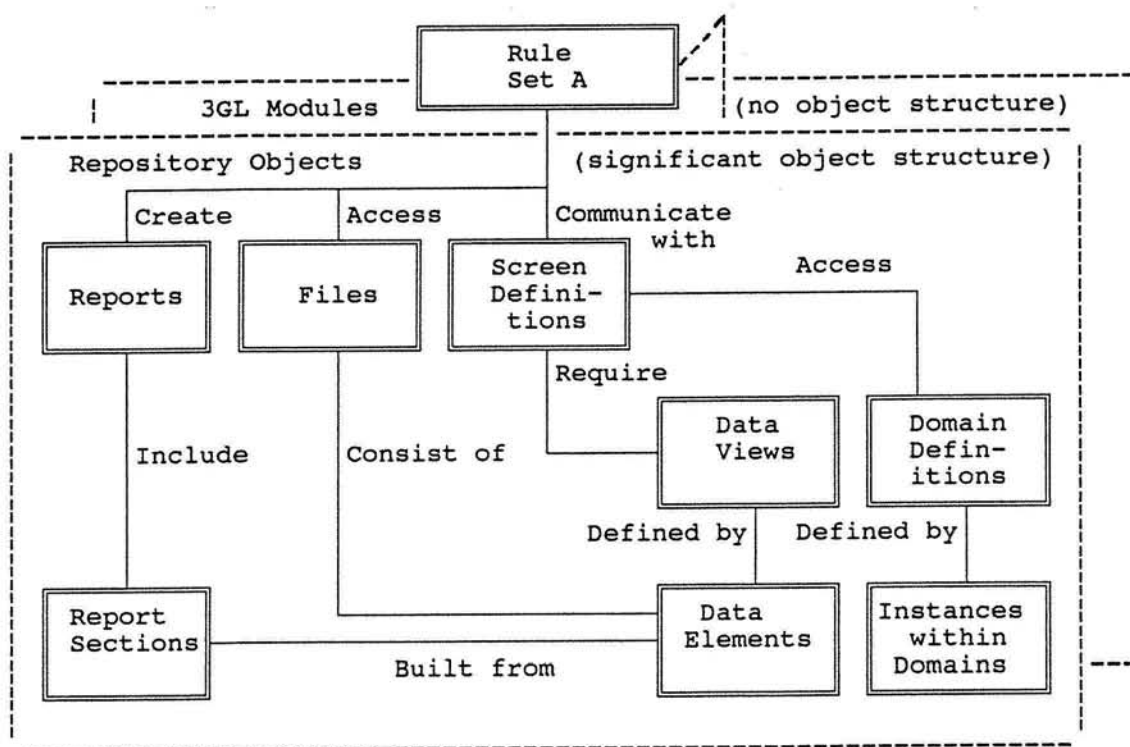 Rule
Set A
3GL Modules
(no object structure)
Repository Objects
(significant object structure)
Create
Access
Communicate
with
Reports
Files
Screen
Defini-
tions
Access
Require
Include
Consist of
Data
Views
Domain
Defin-
itions
Defined by
Defined by
Report
Sections
Built from
Data
Elements
Instances
within
Domains